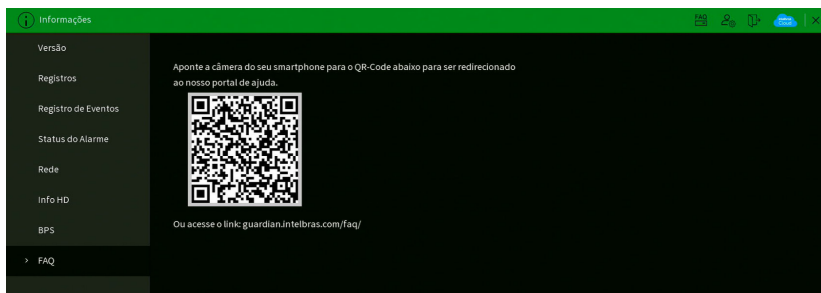 Informações
FAQ
Cloud
Versão
Registros
Registro de Eventos
Status do Alarme
Rede
Info HD
BPS
FAQ
Aponte a câmera do seu smartphone para o QR-Code abaixo para ser redirecionado
ao nosso portal de ajuda.
Ou acesse o link: guardian.intelbras.com/faq/